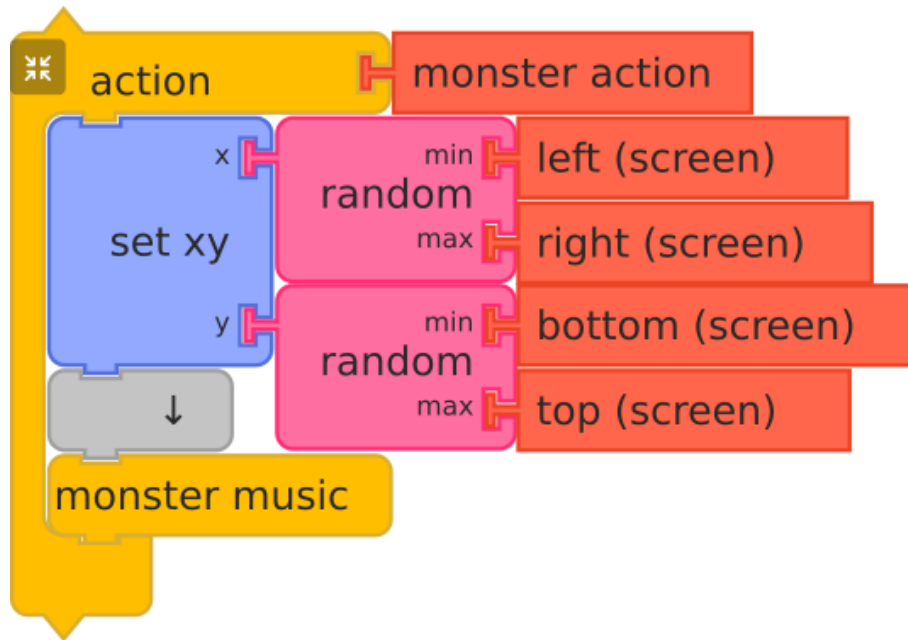 action monster action
x min left (screen)
random
set xy max right (screen)
y min bottom (screen)
random
max top (screen)
↓
monster music